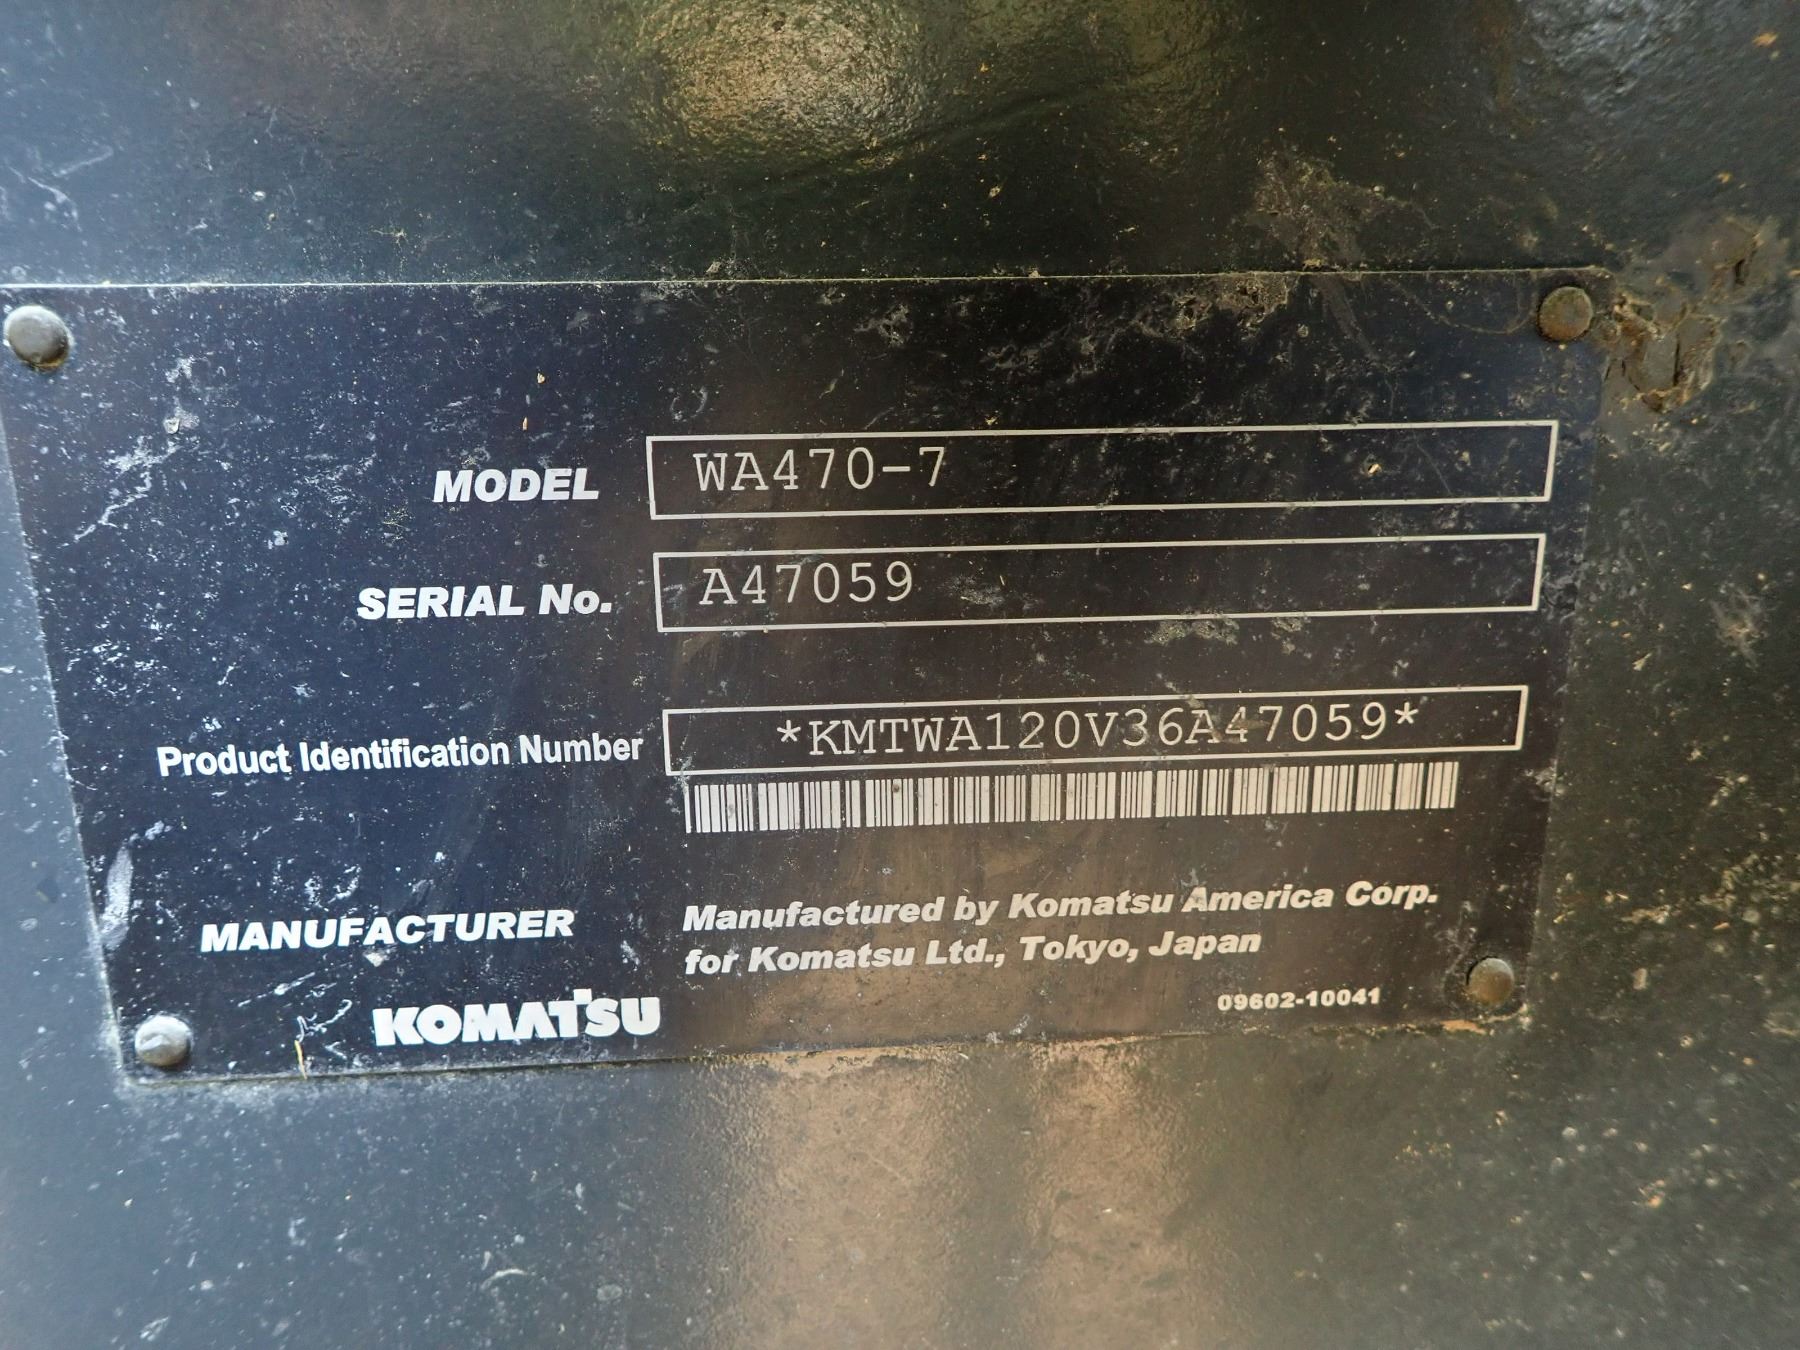 MODEL WA470-7
SERIAL No. A47059
Product Identification Number *KMTWA120V36A47059*
MANUFACTURER Manufactured by Komatsu America Corp.
for Komatsu Ltd., Tokyo, Japan
KOMATSU 09602-10041